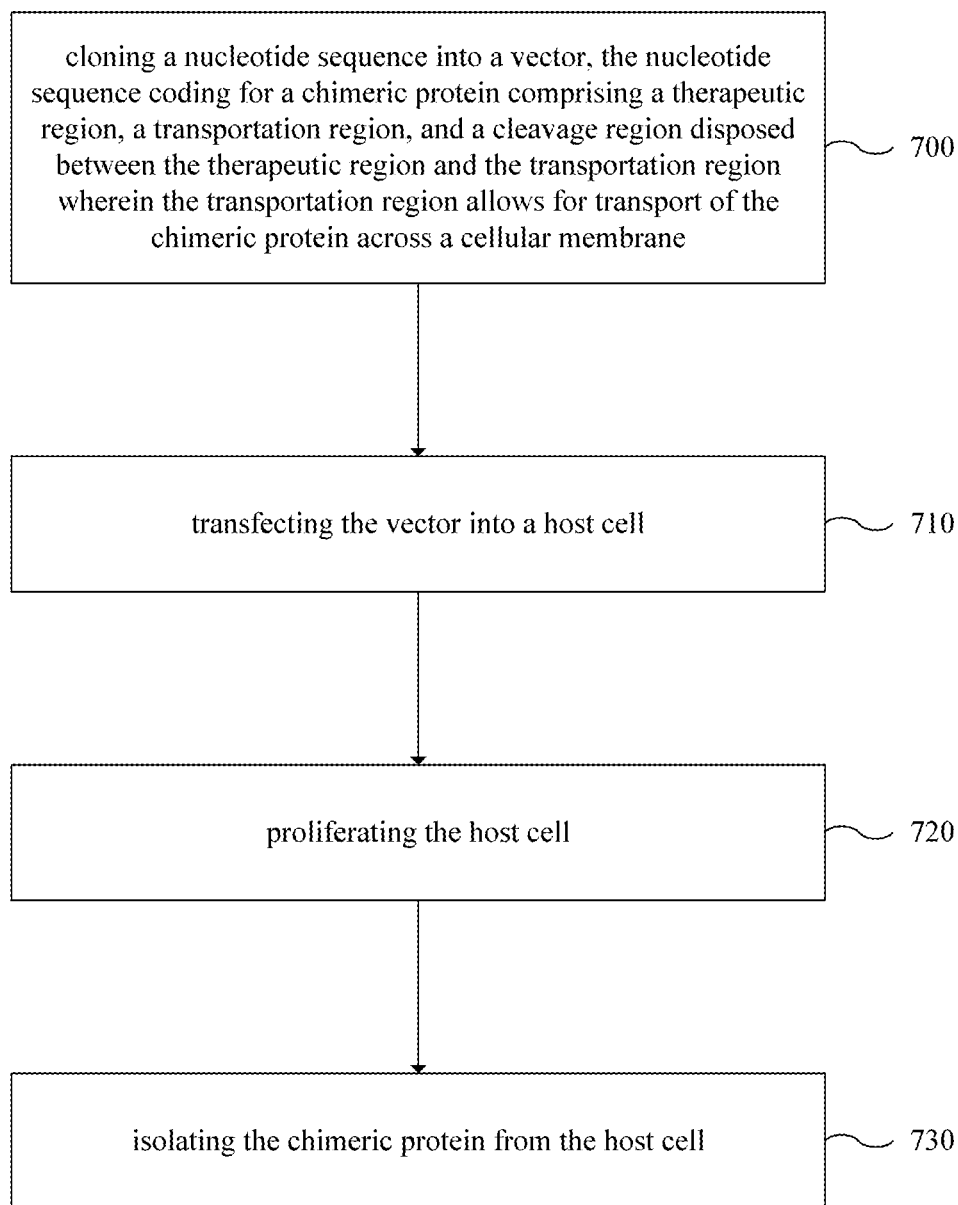 cloning a nucleotide sequence into a vector, the nucleotide
sequence coding for a chimeric protein comprising a therapeutic
region, a transportation region, and a cleavage region disposed
between the therapeutic region and the transportation region
wherein the transportation region allows for transport of the
chimeric protein across a cellular membrane
700
transfecting the vector into a host cell
710
proliferating the host cell
720
isolating the chimeric protein from the host cell
730